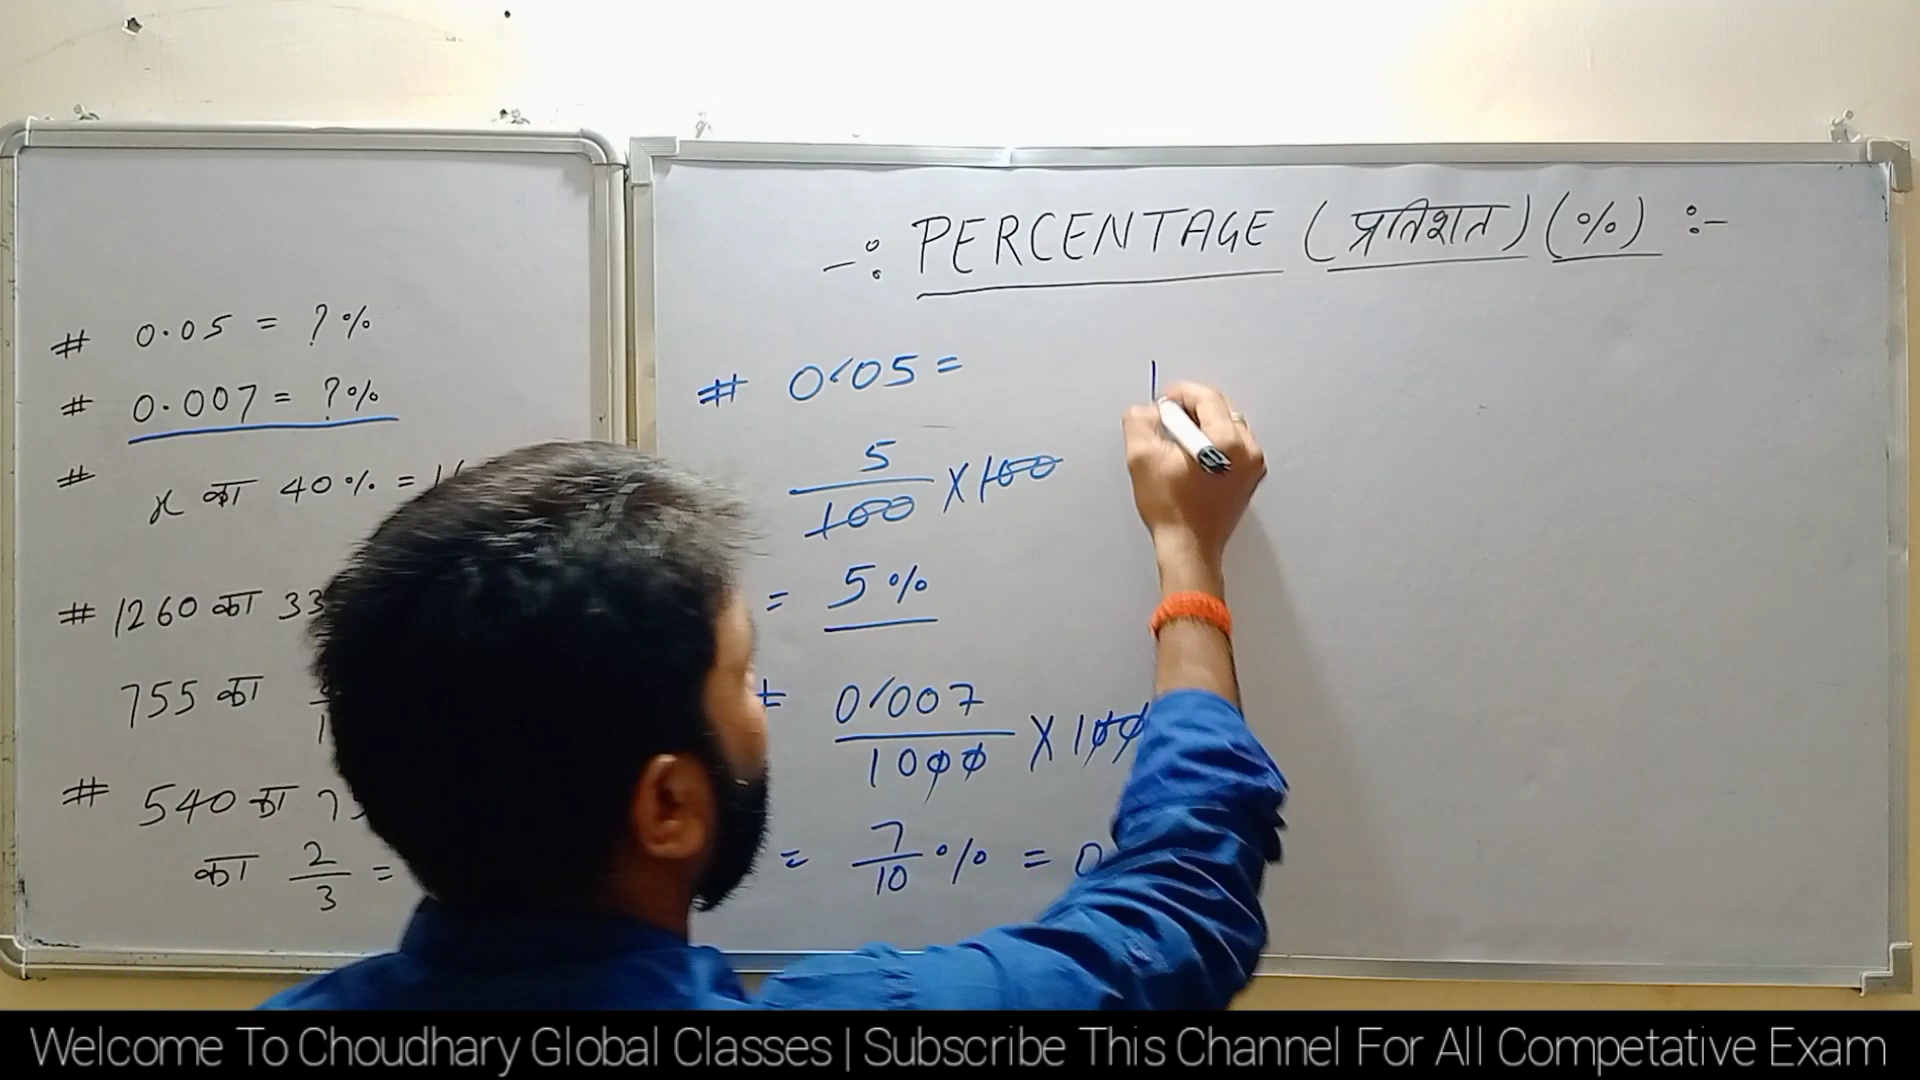 -: PERCENTAGE (प्रतिशत) (%) :-
# 0.05 = ?%
# 0.007 = ?%
# x का 40% =
# 1260 का 33
755 का
# 540 का
का 2/3 =
# 0.05 =
5/100 X 100
= 5%
0.007/1000 X 100
= 7/10 % = 0
Welcome To Choudhary Global Classes | Subscribe This Channel For All Competative Exam